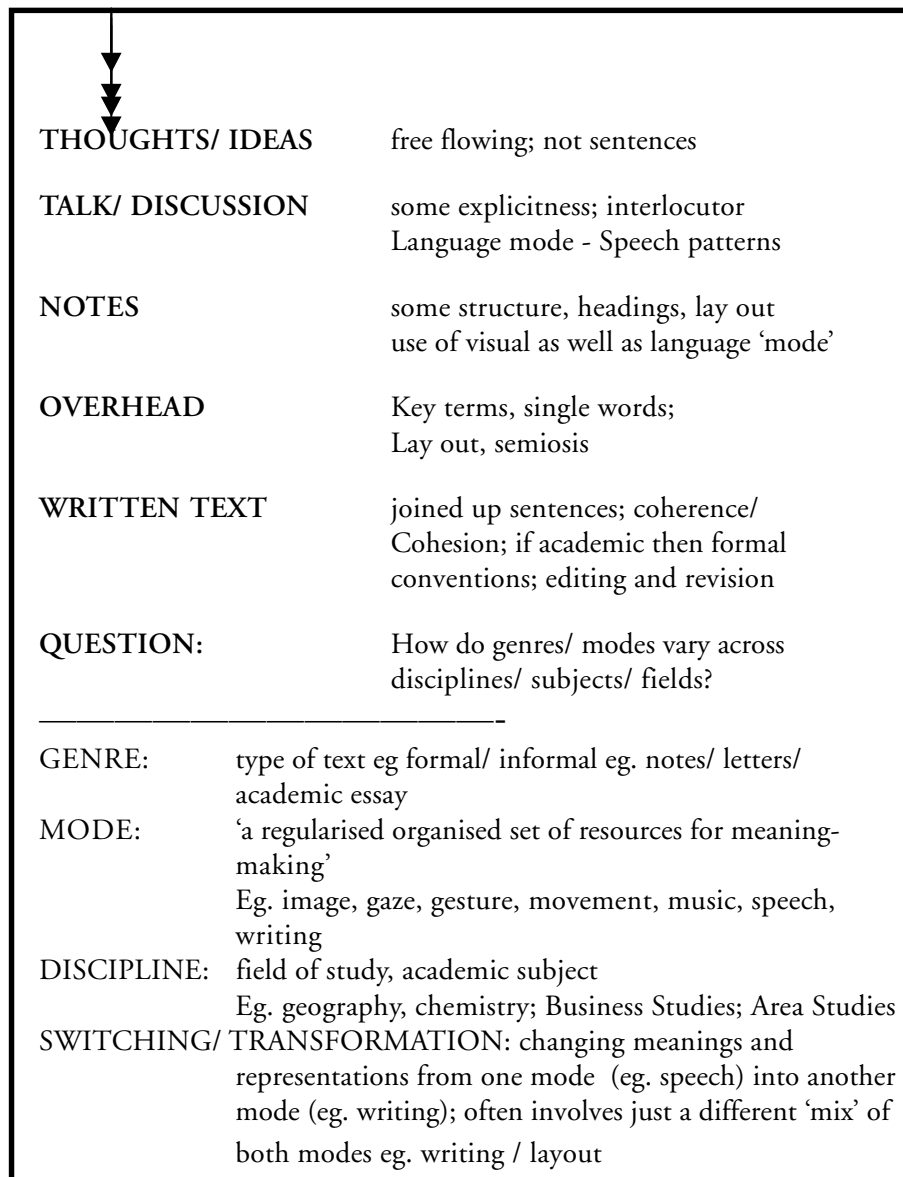 THOUGHTS/ IDEAS free flowing; not sentences
TALK/ DISCUSSION some explicitness; interlocutor
Language mode - Speech patterns
NOTES some structure, headings, lay out
use of visual as well as language ‘mode’
OVERHEAD Key terms, single words;
Lay out, semiosis
WRITTEN TEXT joined up sentences; coherence/
Cohesion; if academic then formal
conventions; editing and revision
QUESTION: How do genres/ modes vary across
disciplines/ subjects/ fields?
GENRE: type of text eg formal/ informal eg. notes/ letters/
academic essay
MODE: ‘a regularised organised set of resources for meaning-
making’
Eg. image, gaze, gesture, movement, music, speech,
writing
DISCIPLINE: field of study, academic subject
Eg. geography, chemistry; Business Studies; Area Studies
SWITCHING/ TRANSFORMATION: changing meanings and
representations from one mode (eg. speech) into another
mode (eg. writing); often involves just a different ‘mix’ of
both modes eg. writing / layout